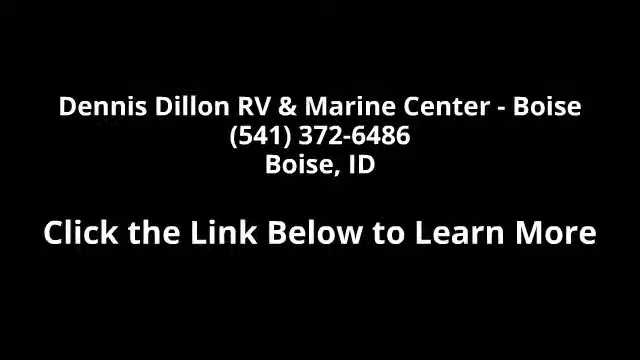 Dennis Dillon RV & Marine Center - Boise
(541) 372-6486
Boise, ID
Click the Link Below to Learn More